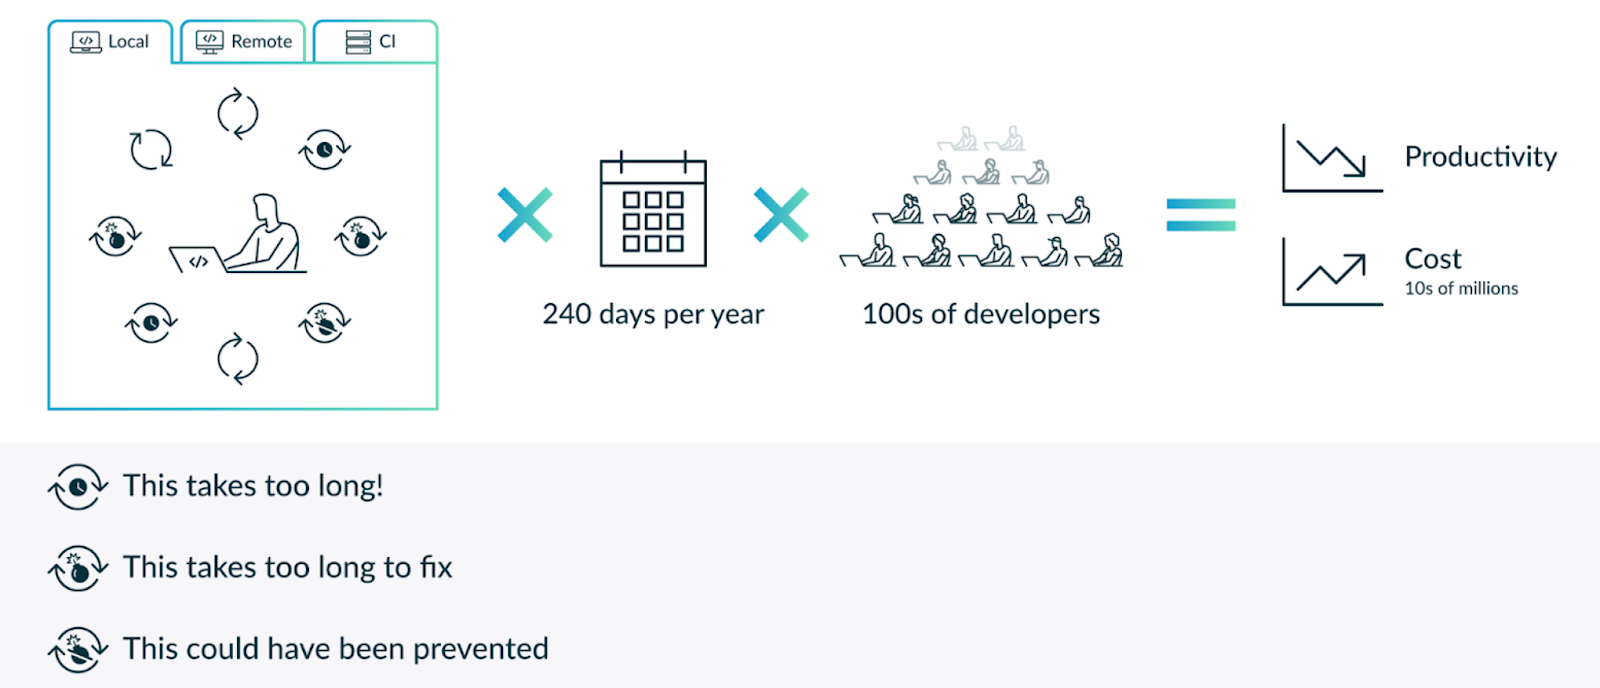 Local
Remote
CI
</>
240 days per year
100s of developers
Productivity
Cost
10s of millions
This takes too long!
This takes too long to fix
This could have been prevented